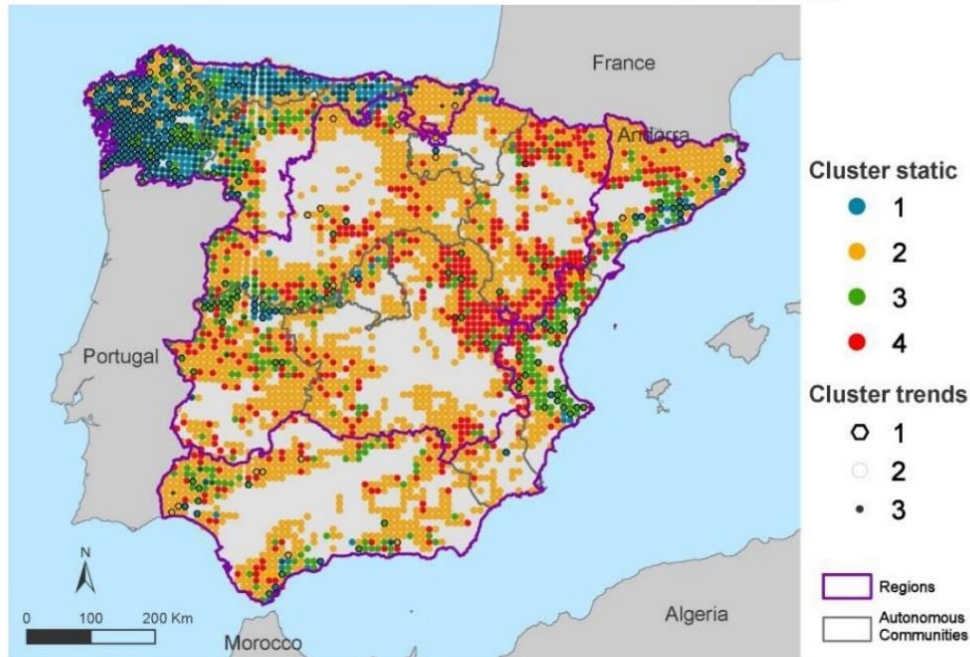 France
Andorra
Portugal
Algeria
Morocco
N
0 100 200 Km
Cluster static
1
2
3
4
Cluster trends
1
2
3
Regions
Autonomous
Communities